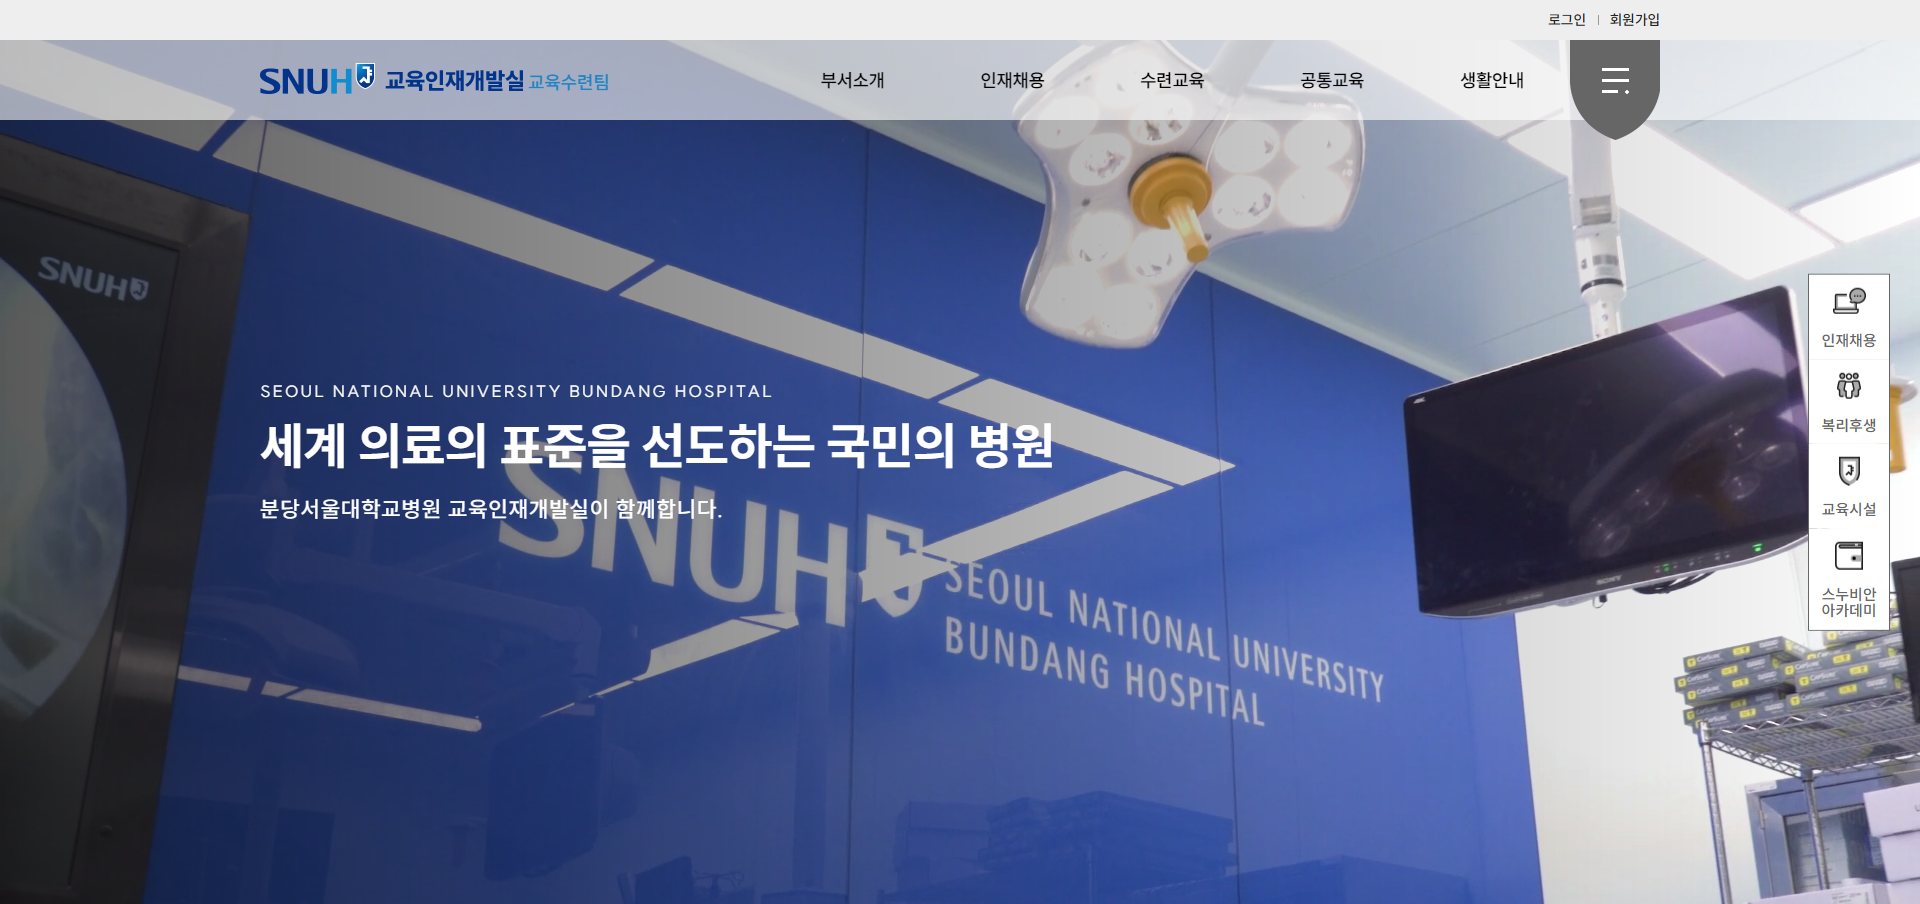 로그인
회원가입
SNUH 교육인재개발실 교육수련팀
부서소개
인재채용
수련교육
공통교육
생활안내
SNUH
SEOUL NATIONAL UNIVERSITY BUNDANG HOSPITAL
세계 의료의 표준을 선도하는 국민의 병원
분당서울대학교병원 교육인재개발실이 함께합니다.
SNUH
SEOUL NATIONAL UNIVERSITY
BUNDANG HOSPITAL
SONY
인재채용
복리후생
교육시설
스누비안
아카데미